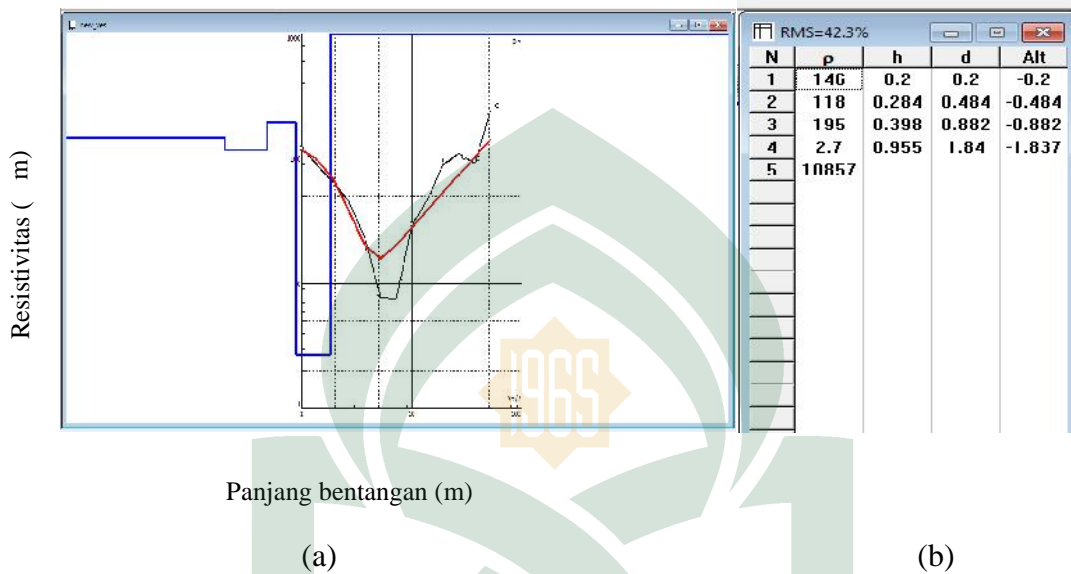 RMS=42.3%
N ρ h d Alt
1 146 0.2 0.2 -0.2
2 118 0.284 0.484 -0.484
3 195 0.398 0.882 -0.882
4 2.7 0.955 1.84 -1.837
5 10857
1000
Resistivitas ( m)
1965
Panjang bentangan (m)
(a) (b)